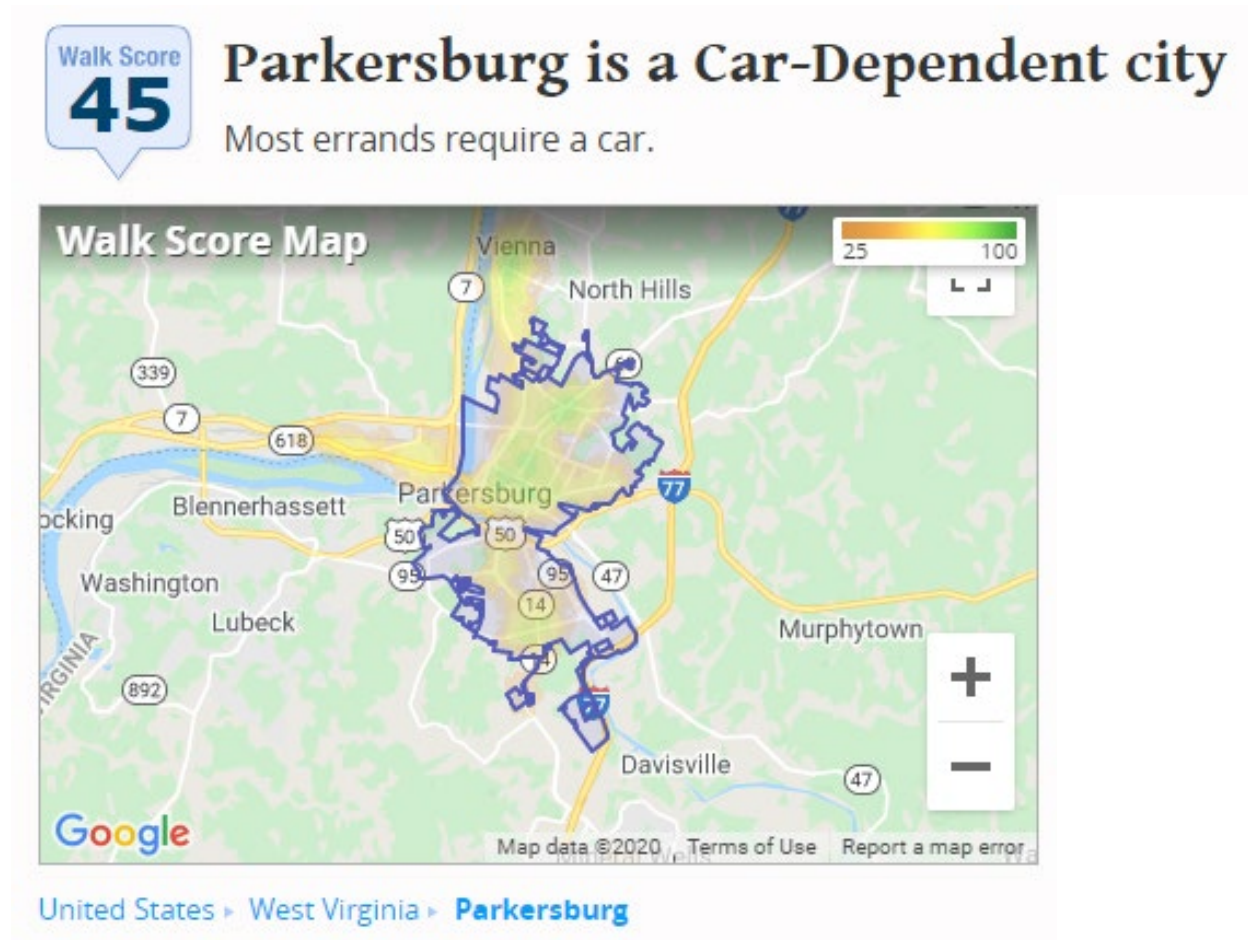 Walk Score
45
Parkersburg is a Car-Dependent city
Most errands require a car.
Walk Score Map
25 100
Vienna
7
North Hills
339
7
618
77
Parkersburg
Blennerhassett
ocking
50
50
Washington
95
95
47
14
Lubeck
Murphytown
IRGINIA
892
Davisville
47
Google
Map data ©2020
Terms of Use
Report a map error
United States
West Virginia
Parkersburg